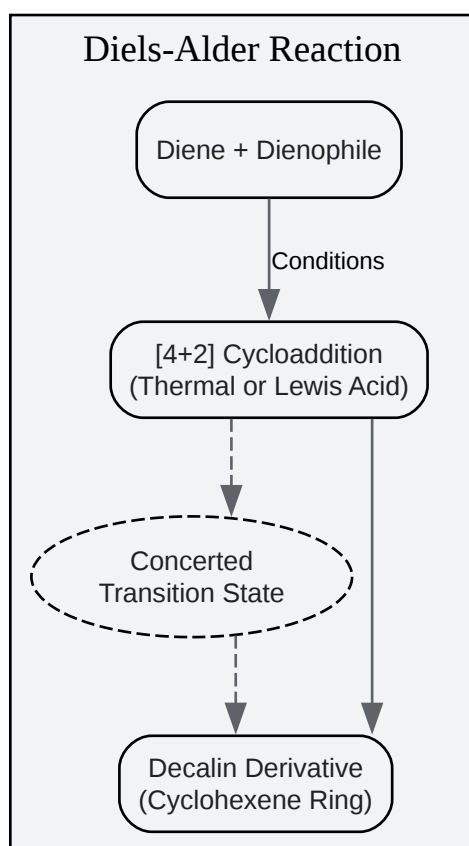 Diels-Alder Reaction
Diene + Dienophile
Conditions
[4+2] Cycloaddition
(Thermal or Lewis Acid)
Concerted
Transition State
Decalin Derivative
(Cyclohexene Ring)